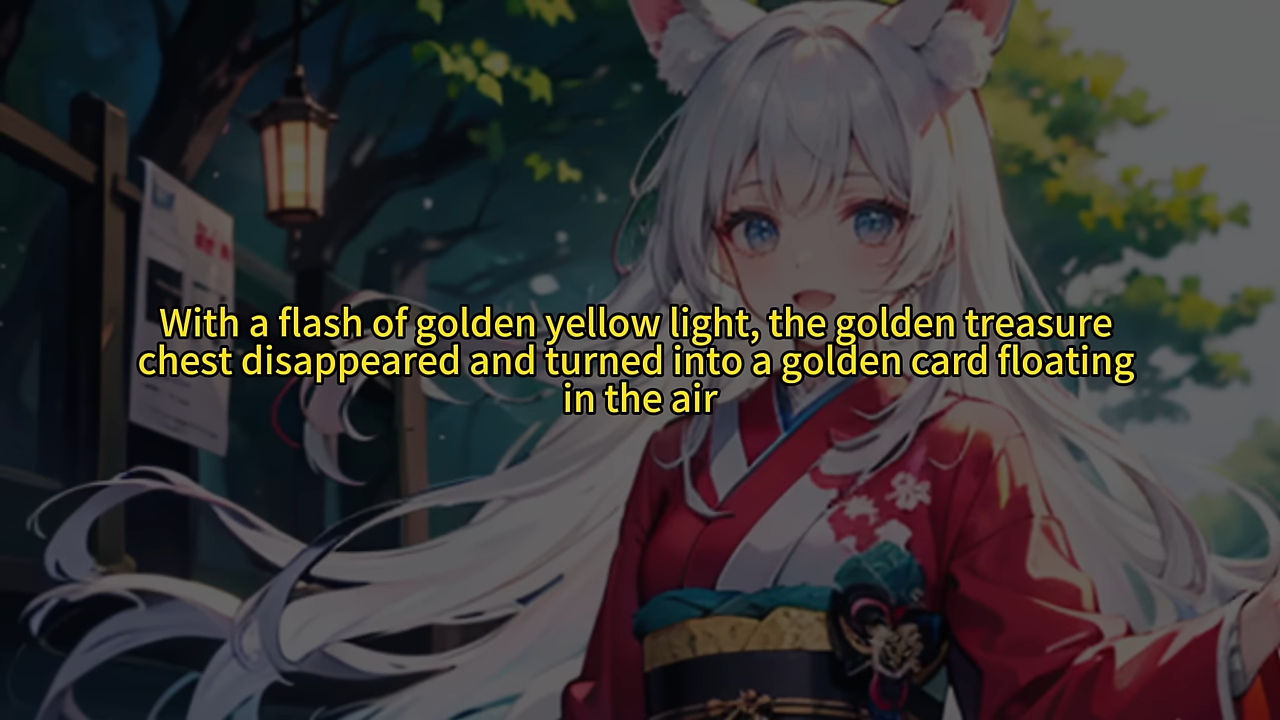 With a flash of golden yellow light, the golden treasure
chest disappeared and turned into a golden card floating
in the air